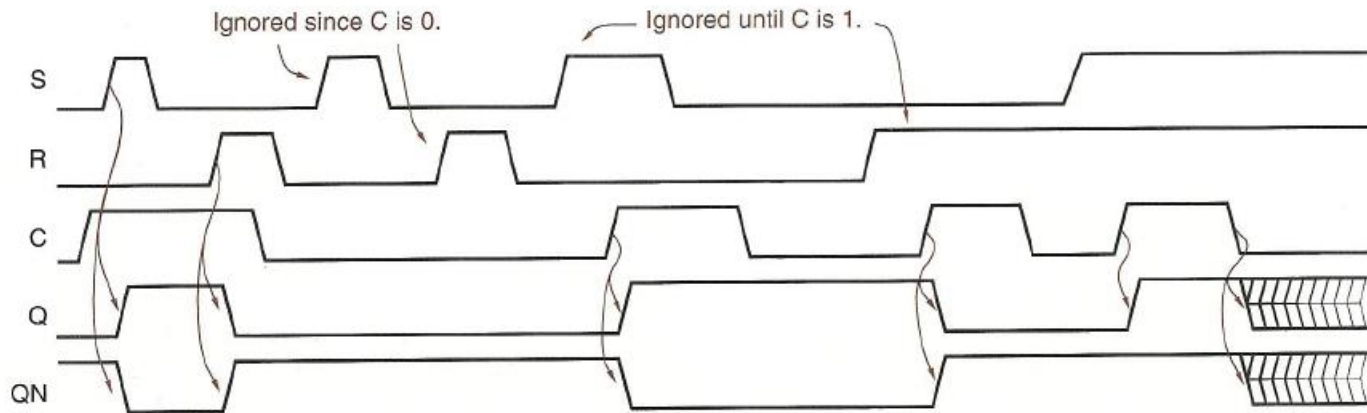 Ignored since C is 0.
Ignored until C is 1.
S
R
C
Q
QN